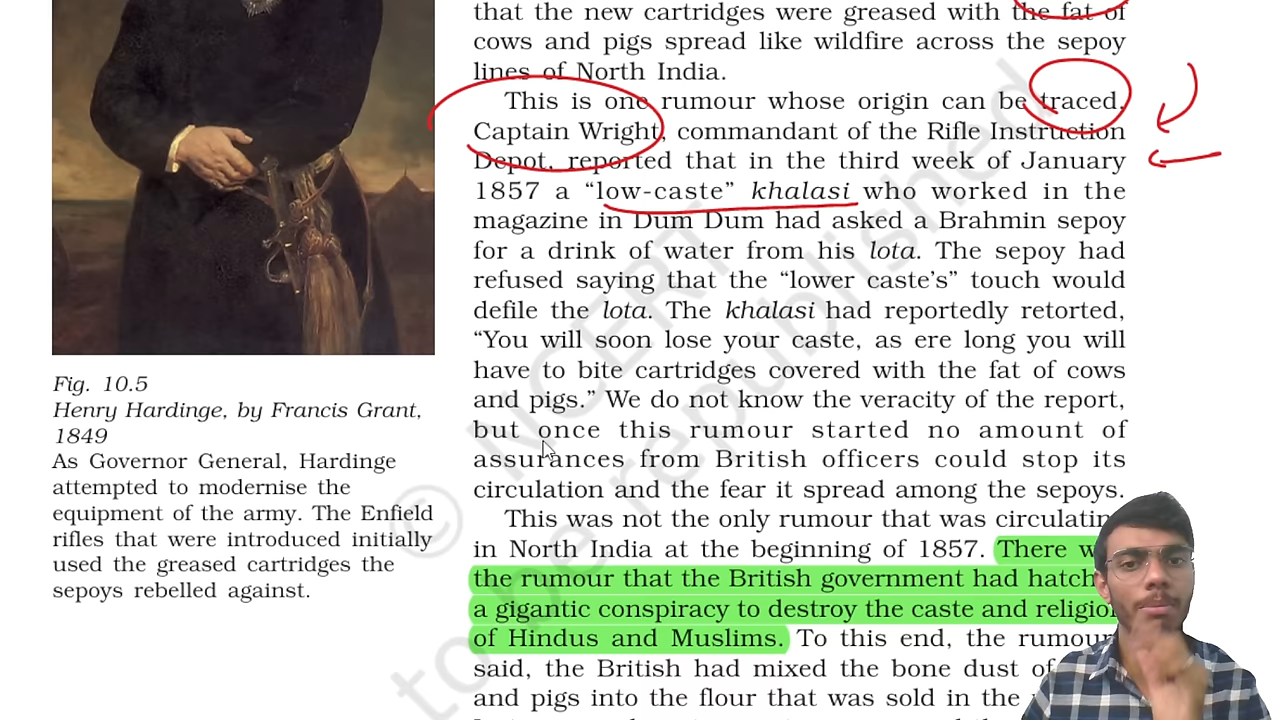 that the new cartridges were greased with the fat of
cows and pigs spread like wildfire across the sepoy
lines of North India.
This is one rumour whose origin can be traced.
Captain Wright, commandant of the Rifle Instruction
Depot, reported that in the third week of January
1857 a “low-caste” khalasi who worked in the
magazine in Dum Dum had asked a Brahmin sepoy
for a drink of water from his lota. The sepoy had
refused saying that the “lower caste’s” touch would
defile the lota. The khalasi had reportedly retorted,
“You will soon lose your caste, as ere long you will
have to bite cartridges covered with the fat of cows
and pigs.” We do not know the veracity of the report,
but once this rumour started no amount of
assurances from British officers could stop its
circulation and the fear it spread among the sepoys.
This was not the only rumour that was
in North India at the beginning of 1857. There
the rumour that the British government had
a gigantic conspiracy to destroy the caste and
of Hindus and Muslims. To this end, the
said, the British had mixed the bone dust of
and pigs into the flour that was sold in the
Fig. 10.5
Henry Hardinge, by Francis Grant,
1849
As Governor General, Hardinge
attempted to modernise the
equipment of the army. The Enfield
rifles that were introduced initially
used the greased cartridges the
sepoys rebelled against.
© NCERT
to be republished